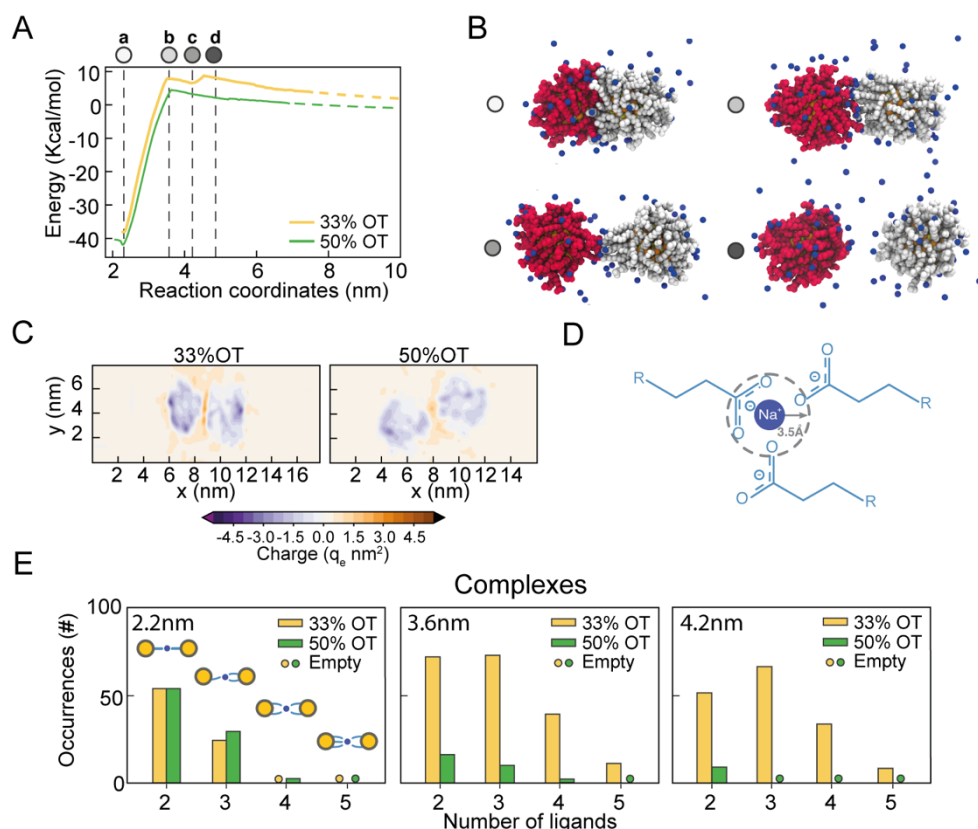 A
a b c d
Energy (Kcal/mol)
10
0
-10
-20
-30
-40
33% OT
50% OT
2 4 6 8 10
Reaction coordinates (nm)
B
C
33%OT 50%OT
y (nm)
6
4
2
2 4 6 8 10 12 14 2 4 6 8 10 12 14
x (nm) x (nm)
-4.5 -3.0 -1.5 0.0 1.5 3.0 4.5
Charge (qₑ nm²)
D
R O O ⊖ O O ⊖ R
Na⁺
3.5Å
O
⊖ O
R
E
Complexes
Occurrences (#)
100
50
0
2.2nm
33% OT
50% OT
Empty
2 3 4 5
3.6nm
33% OT
50% OT
Empty
2 3 4 5
4.2nm
33% OT
50% OT
Empty
2 3 4 5
Number of ligands